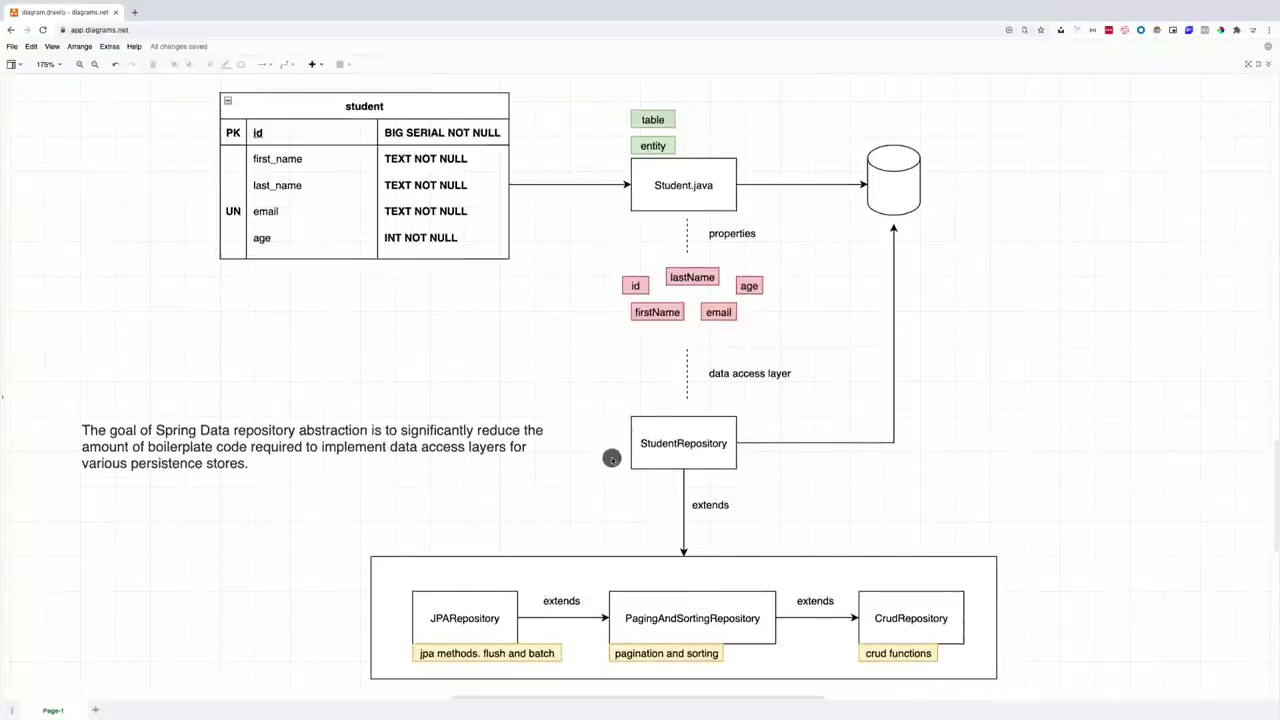 diagram.drawio - diagrams.net
app.diagrams.net
File Edit View Arrange Extras Help All changes saved
175%
student
PK id BIG SERIAL NOT NULL
first_name TEXT NOT NULL
last_name TEXT NOT NULL
UN email TEXT NOT NULL
age INT NOT NULL
table
entity
Student.java
properties
id lastName age
firstName email
data access layer
The goal of Spring Data repository abstraction is to significantly reduce the
amount of boilerplate code required to implement data access layers for
various persistence stores.
StudentRepository
extends
JPARepository extends PagingAndSortingRepository extends CrudRepository
jpa methods. flush and batch pagination and sorting crud functions
Page-1